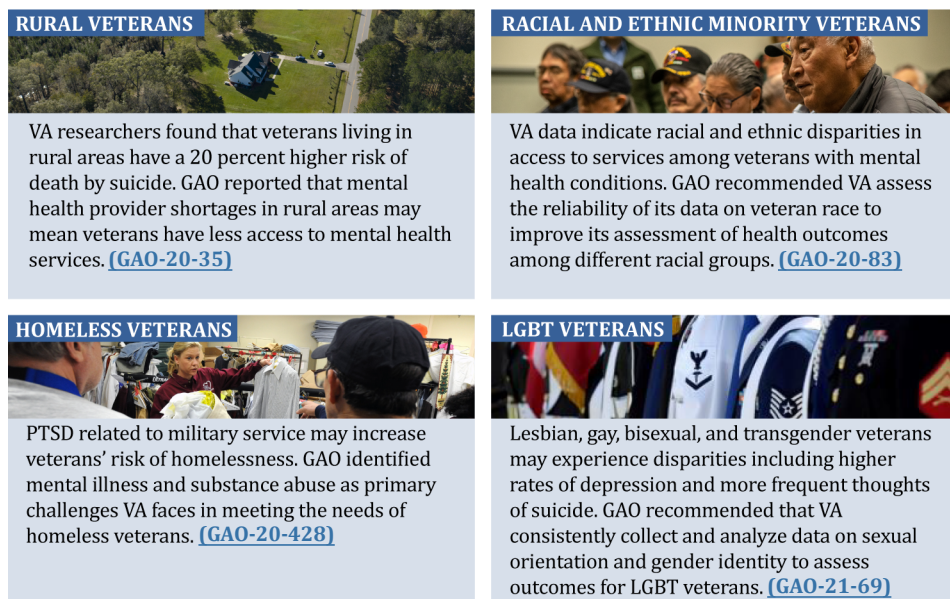 RURAL VETERANS
VA researchers found that veterans living in
rural areas have a 20 percent higher risk of
death by suicide. GAO reported that mental
health provider shortages in rural areas may
mean veterans have less access to mental health
services. (GAO-20-35)
RACIAL AND ETHNIC MINORITY VETERANS
VA data indicate racial and ethnic disparities in
access to services among veterans with mental
health conditions. GAO recommended VA assess
the reliability of its data on veteran race to
improve its assessment of health outcomes
among different racial groups. (GAO-20-83)
HOMELESS VETERANS
PTSD related to military service may increase
veterans’ risk of homelessness. GAO identified
mental illness and substance abuse as primary
challenges VA faces in meeting the needs of
homeless veterans. (GAO-20-428)
LGBT VETERANS
Lesbian, gay, bisexual, and transgender veterans
may experience disparities including higher
rates of depression and more frequent thoughts
of suicide. GAO recommended that VA
consistently collect and analyze data on sexual
orientation and gender identity to assess
outcomes for LGBT veterans. (GAO-21-69)